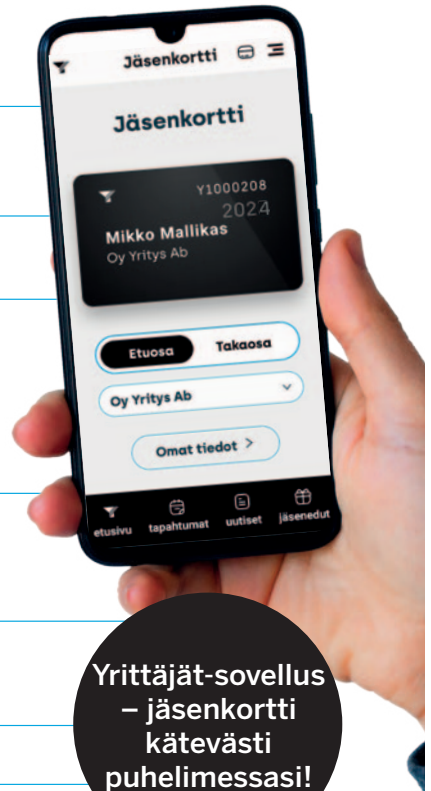 Jäsenkortti
Jäsenkortti
Y1000208
2024
Mikko Mallikas
Oy Yritys Ab
Etuosa Takaosa
Oy Yritys Ab
Omat tiedot >
etusivu tapahtumat uutiset jäsenedut
Yrittäjät-sovellus
– jäsenkortti
kätevästi
puhelimessasi!